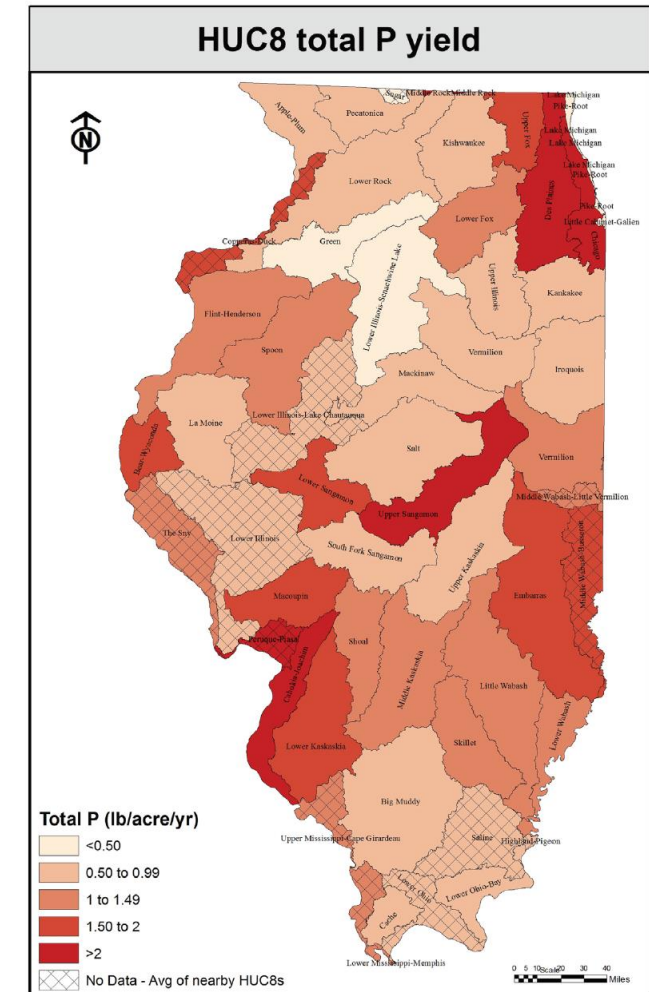 HUC8 total P yield
N
Sugar
Middle Rock
Middle Rock
Lake Michigan
Pike-Root
Apple-Plum
Pecatonica
Kishwaukee
Upper Fox
Lake Michigan
Lake Michigan
Lake Michigan
Pike-Root
Lower Rock
Des Plaines
Pike-Root
Little Calumet-Galien
Chicago
Lower Fox
Copperas-Duck
Green
Lower Illinois-Senachwine Lake
Upper Illinois
Kankakee
Flint-Henderson
Spoon
Vermilion
Iroquois
Mackinaw
La Moine
Lower Illinois-Lake Chautauqua
Bear-Wyaconda
Salt
Vermilion
Lower Sangamon
Middle Wabash-Little Vermilion
Upper Sangamon
The Sny
Lower Illinois
South Fork Sangamon
Upper Kaskaskia
Middle Wabash-Busseron
Embarras
Macoupin
Peruque-Piasa
Shoal
Cahokia-Joachim
Middle Kaskaskia
Little Wabash
Lower Wabash
Lower Kaskaskia
Skillet
Big Muddy
Upper Mississippi-Cape Girardeau
Saline
Highland-Pigeon
Lower Ohio
Lower Ohio-Bay
Cache
Lower Mississippi-Memphis
Total P (lb/acre/yr)
<0.50
0.50 to 0.99
1 to 1.49
1.50 to 2
>2
No Data - Avg of nearby HUC8s
Scale
0 5 10 20 30 40
Miles